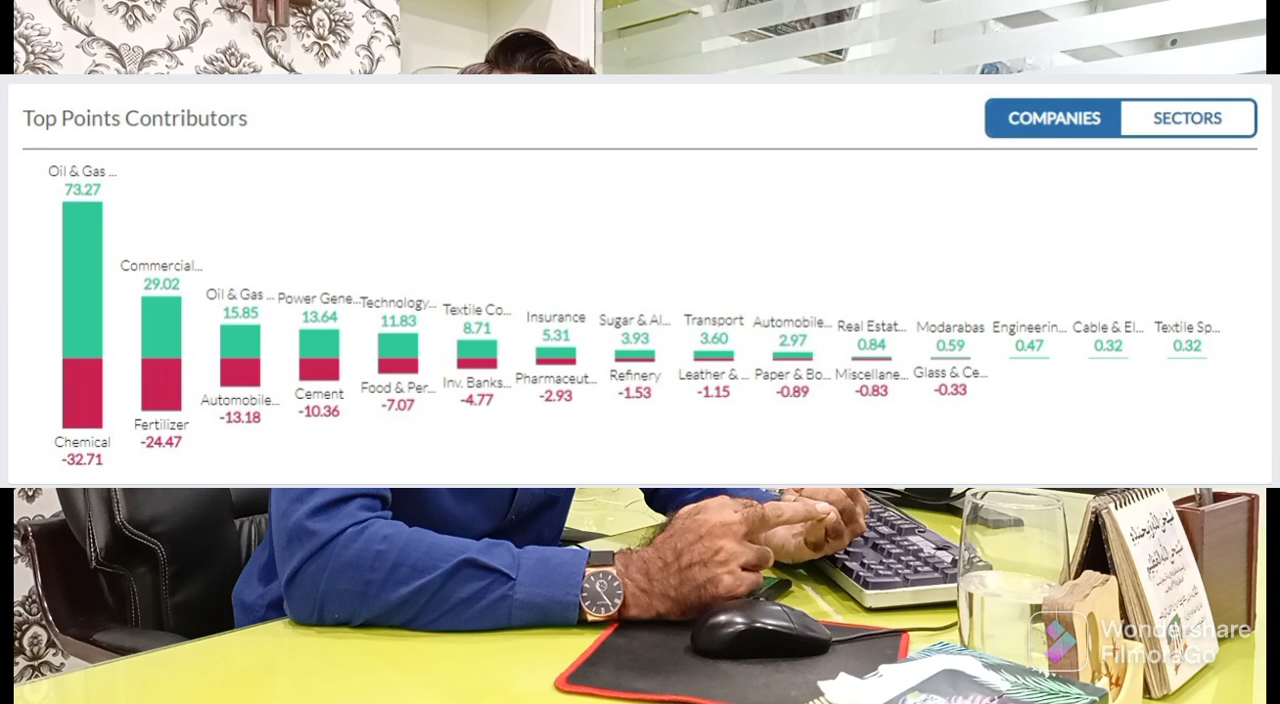 Top Points Contributors
COMPANIES
SECTORS
Oil & Gas ...
73.27
Chemical
-32.71
Commercial...
29.02
Fertilizer
-24.47
Oil & Gas ...
15.85
Automobile...
-13.18
Power Gene...
13.64
Cement
-10.36
Technology...
11.83
Food & Per...
-7.07
Textile Co...
8.71
Inv. Banks...
-4.77
Insurance
5.31
Pharmaceut...
-2.93
Sugar & Al...
3.93
Refinery
-1.53
Transport
3.60
Leather & ...
-1.15
Automobile...
2.97
Paper & Bo...
-0.89
Real Estat...
0.84
Miscellane...
-0.83
Modarabas
0.59
Glass & Ce...
-0.33
Engineerin...
0.47
Cable & El...
0.32
Textile Sp...
0.32
Wondershare
FilmoraGo